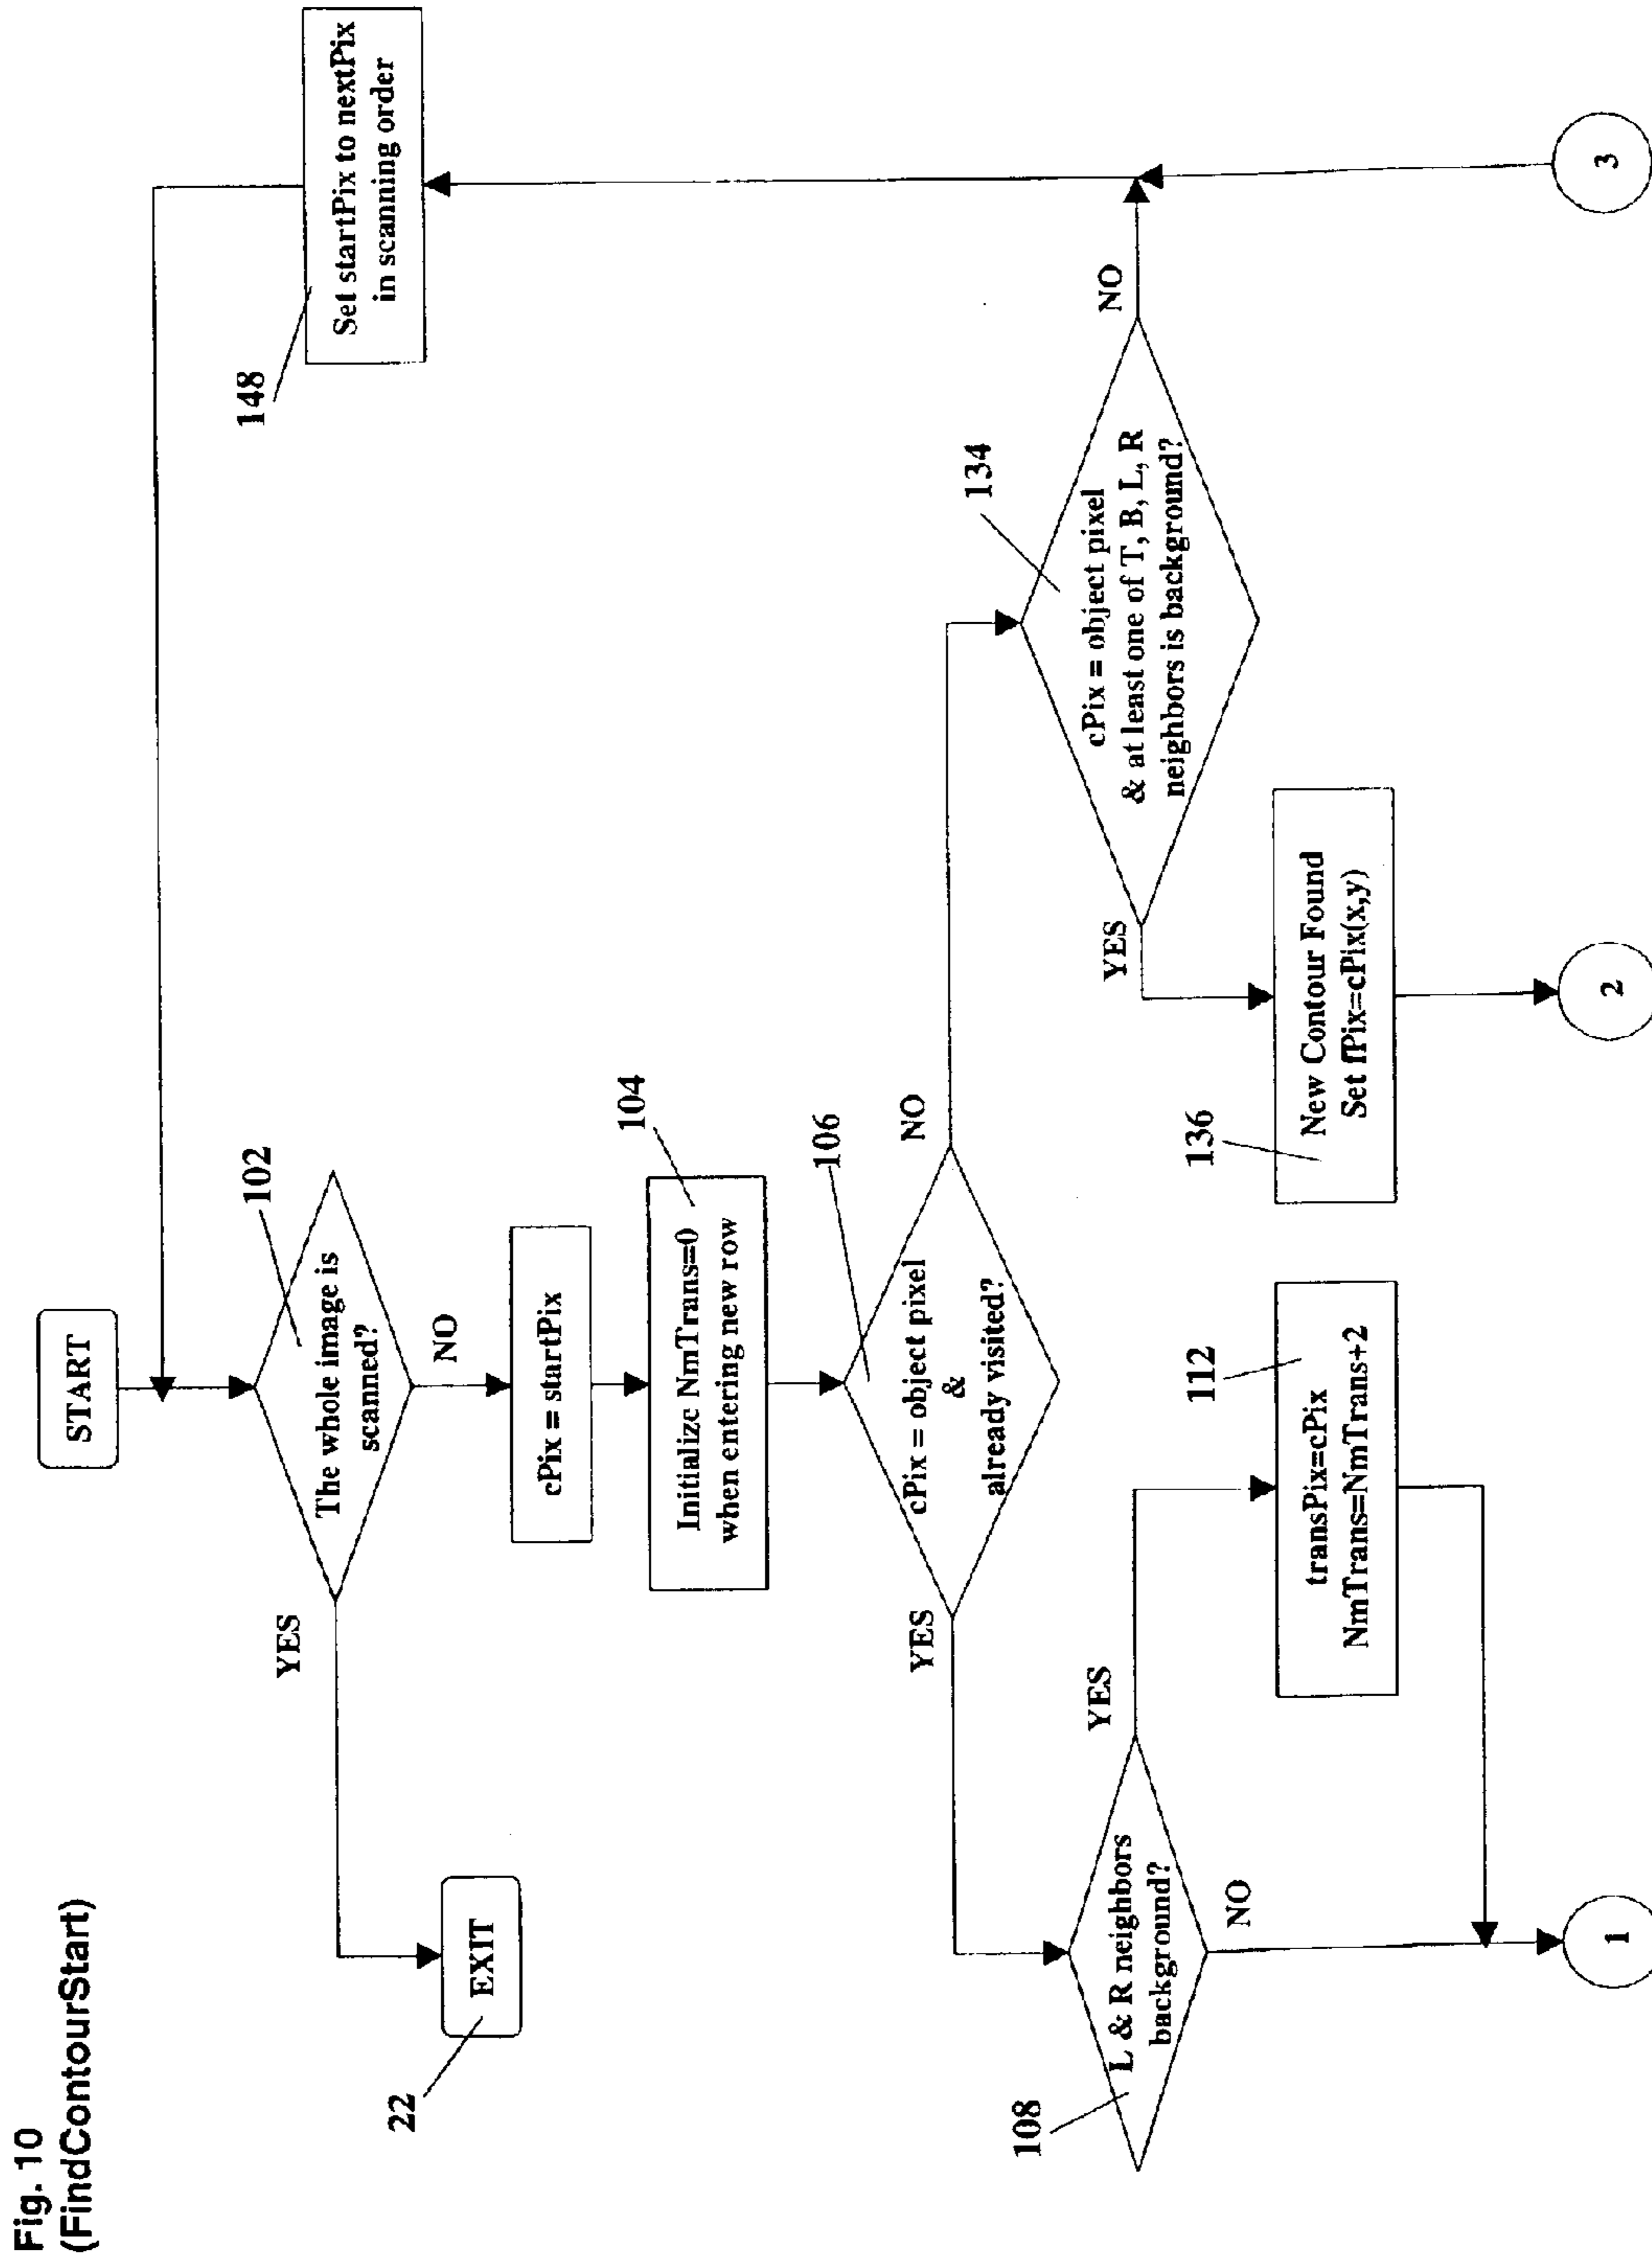 Fig. 10
(FindContourStart)
START
102
The whole image is
scanned?
YES
NO
EXIT
22
cPix = startPix
104
Initialize NmTrans=0
when entering new row
106
cPix = object pixel
&
already visited?
YES
NO
108
L & R neighbors
background?
YES
NO
112
transPix=cPix
NmTrans=NmTrans+2
134
cPix = object pixel
& at least one of T, B, L, R
neighbors is background?
YES
NO
136
New Contour Found
Set fPix=cPix(x,y)
148
Set startPix to nextPix
in scanning order
1
2
3